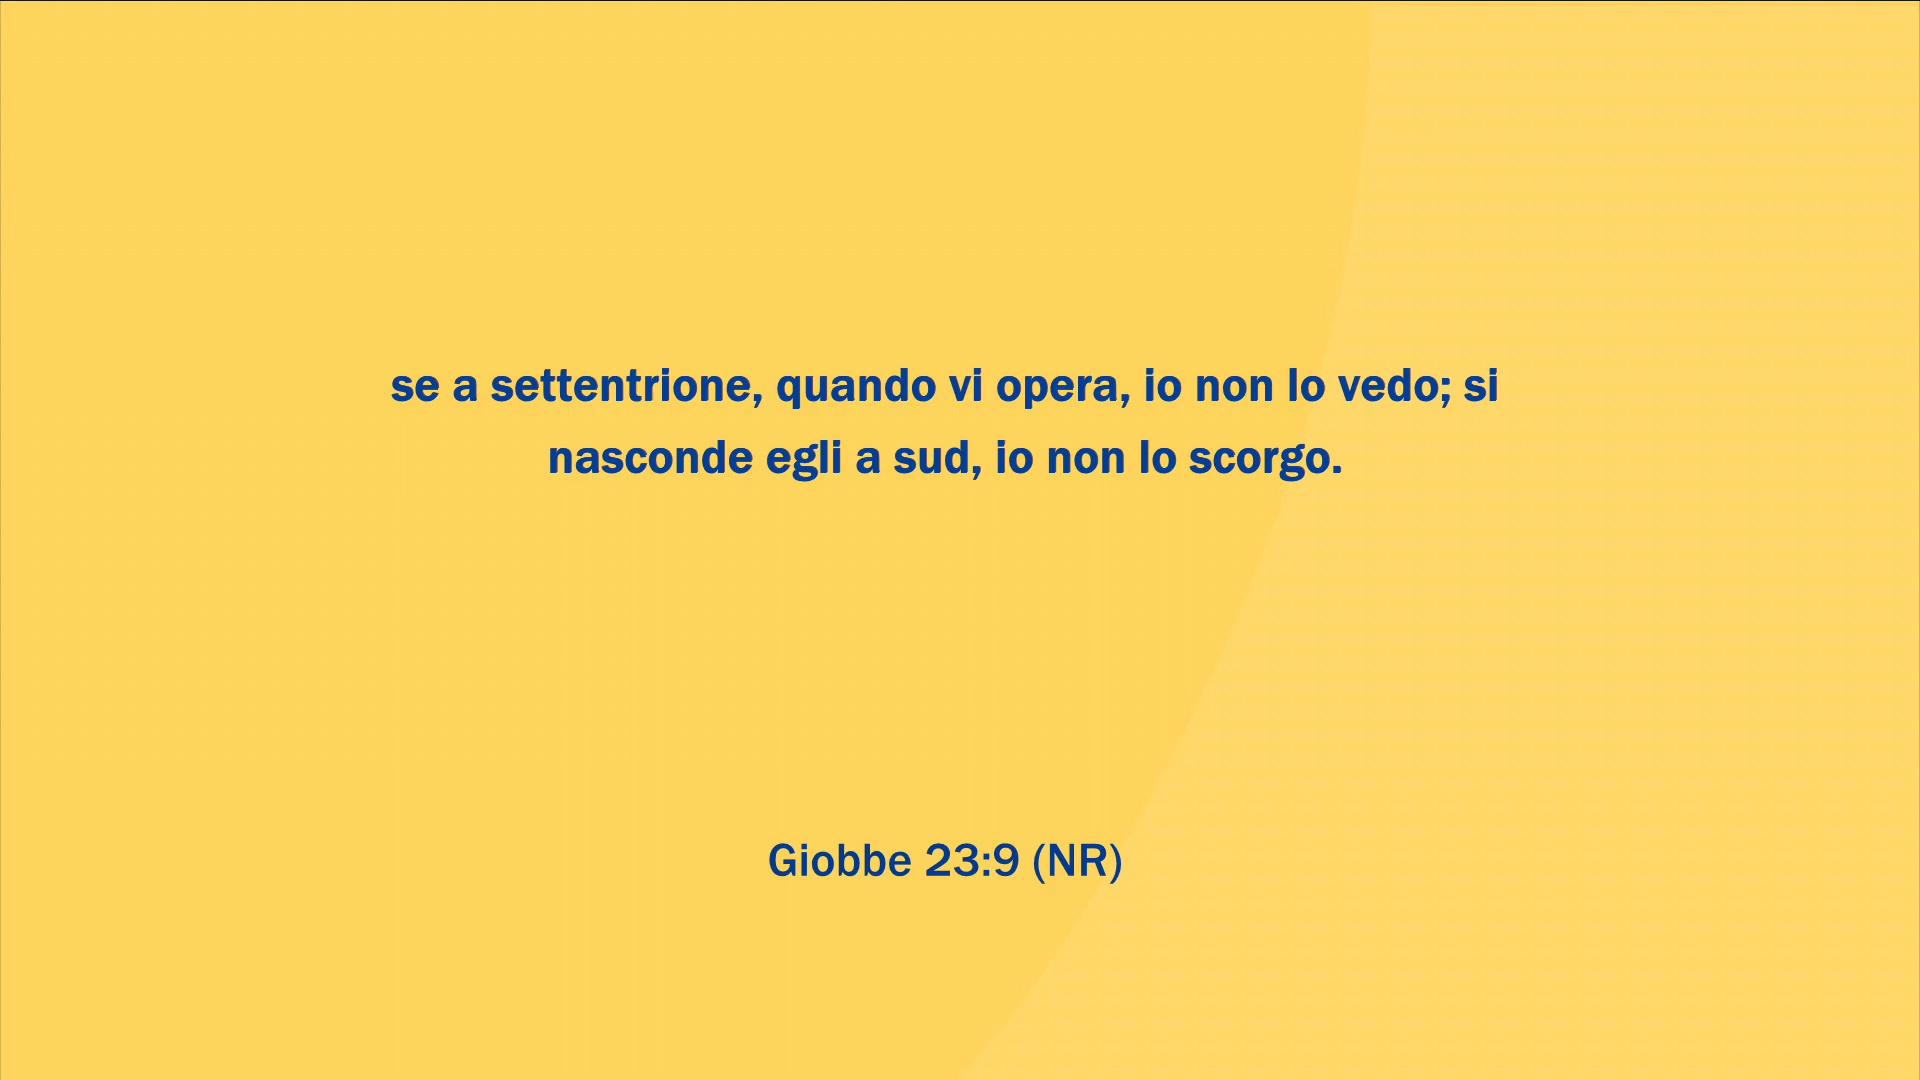 se a settentrione, quando vi opera, io non lo vedo; si
nasconde egli a sud, io non lo scorgo.
Giobbe 23:9 (NR)